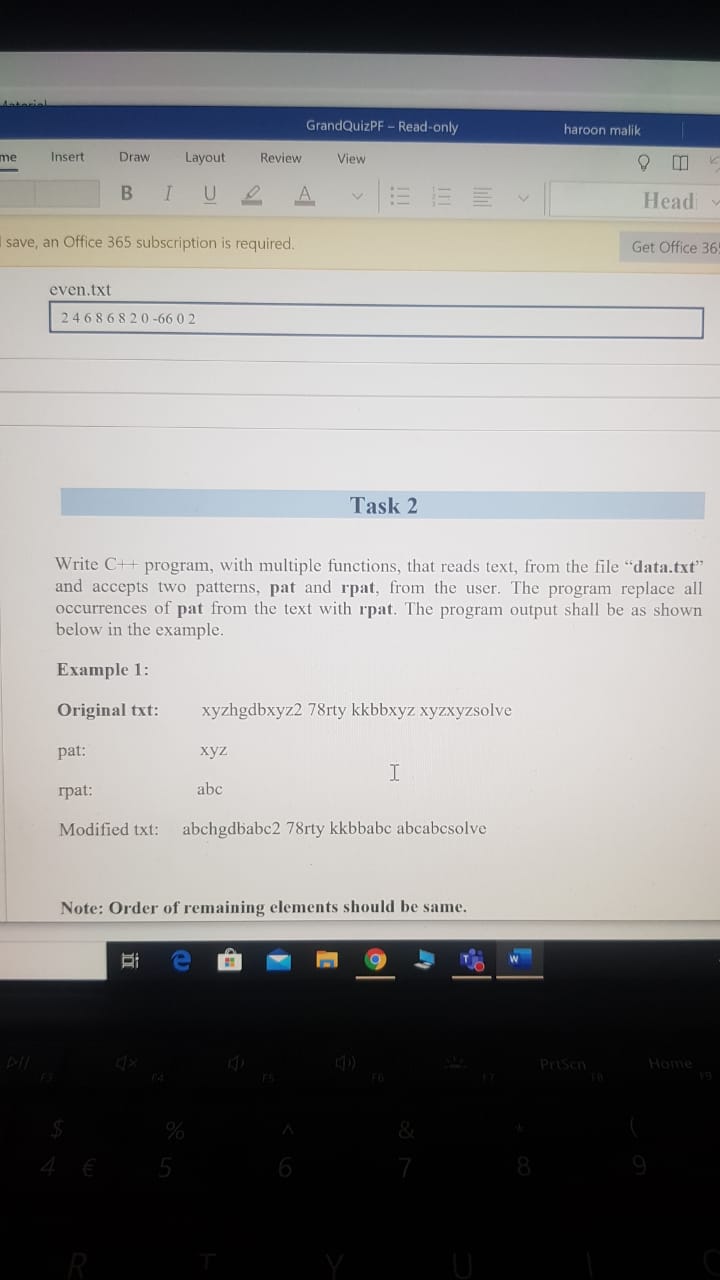 Material
GrandQuizPF – Read-only haroon malik
me Insert Draw Layout Review View
B I U A Head
save, an Office 365 subscription is required. Get Office 365
even.txt
2 4 6 8 6 8 2 0 -66 0 2
Task 2
Write C++ program, with multiple functions, that reads text, from the file “data.txt”
and accepts two patterns, pat and rpat, from the user. The program replace all
occurrences of pat from the text with rpat. The program output shall be as shown
below in the example.
Example 1:
Original txt: xyzhgdbxyz2 78rty kkbbxyz xyzxyzsolve
pat: xyz
rpat: abc
Modified txt: abchgdbabc2 78rty kkbbabc abcabcsolve
Note: Order of remaining elements should be same.
PrtScn Home
F3 F4 F5 F6 F7 F8 F9
$ % ^ & * (
4 € 5 6 7 8 9
R T Y U I